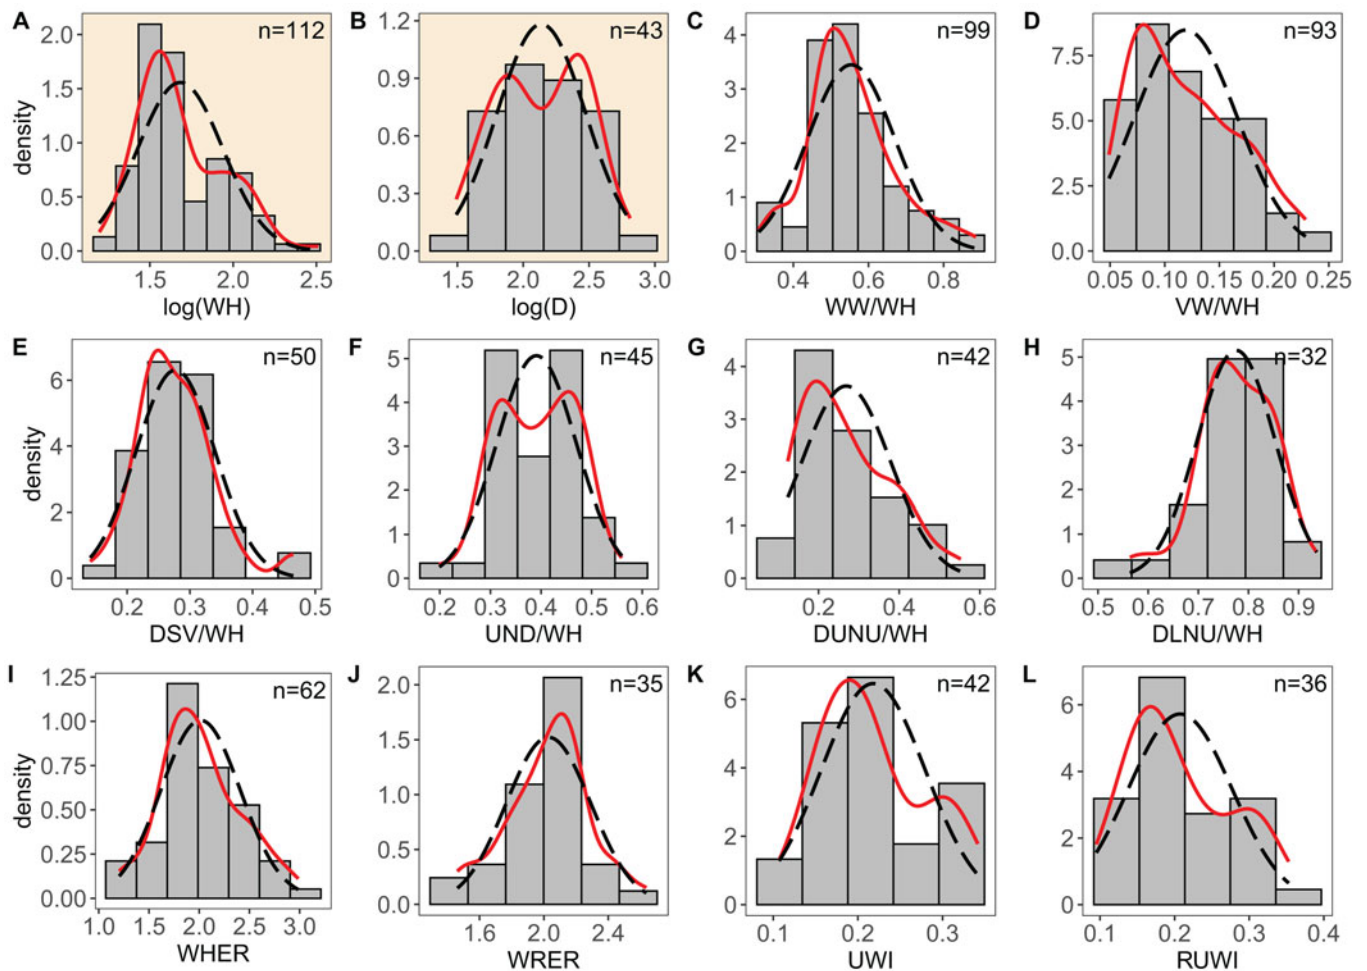 A n=112
B n=43
C n=99
D n=93
density
2.0
1.5
1.0
0.5
0.0
1.5 2.0 2.5
log(WH)
1.2
0.9
0.6
0.3
0.0
1.5 2.0 2.5 3.0
log(D)
4
3
2
1
0
0.4 0.6 0.8
WW/WH
7.5
5.0
2.5
0.0
0.05 0.10 0.15 0.20 0.25
VW/WH
E n=50
F n=45
G n=42
H n=32
density
6
4
2
0
0.2 0.3 0.4 0.5
DSV/WH
5
4
3
2
1
0
0.2 0.3 0.4 0.5 0.6
UND/WH
4
3
2
1
0
0.2 0.4 0.6
DUNU/WH
5
4
3
2
1
0
0.5 0.6 0.7 0.8 0.9
DLNU/WH
I n=62
J n=35
K n=42
L n=36
density
1.25
1.00
0.75
0.50
0.25
0.00
1.0 1.5 2.0 2.5 3.0
WHER
2.0
1.5
1.0
0.5
0.0
1.6 2.0 2.4
WRER
6
4
2
0
0.1 0.2 0.3
UWI
6
4
2
0
0.1 0.2 0.3 0.4
RUWI